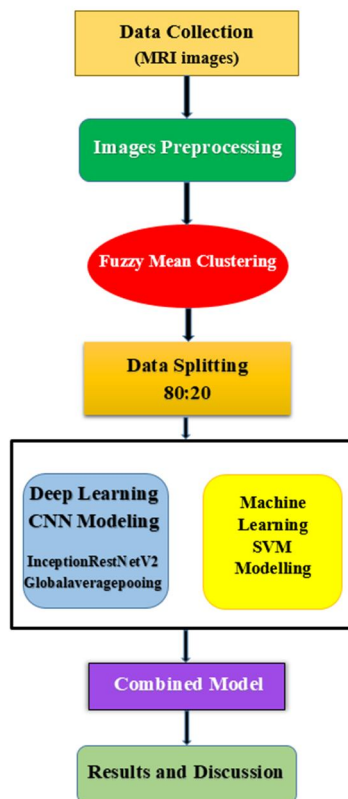 Data Collection
(MRI images)
Images Preprocessing
Fuzzy Mean Clustering
Data Splitting
80:20
Deep Learning
CNN Modeling
InceptionRestNetV2
Globalaveragepooing
Machine
Learning
SVM
Modelling
Combined Model
Results and Discussion